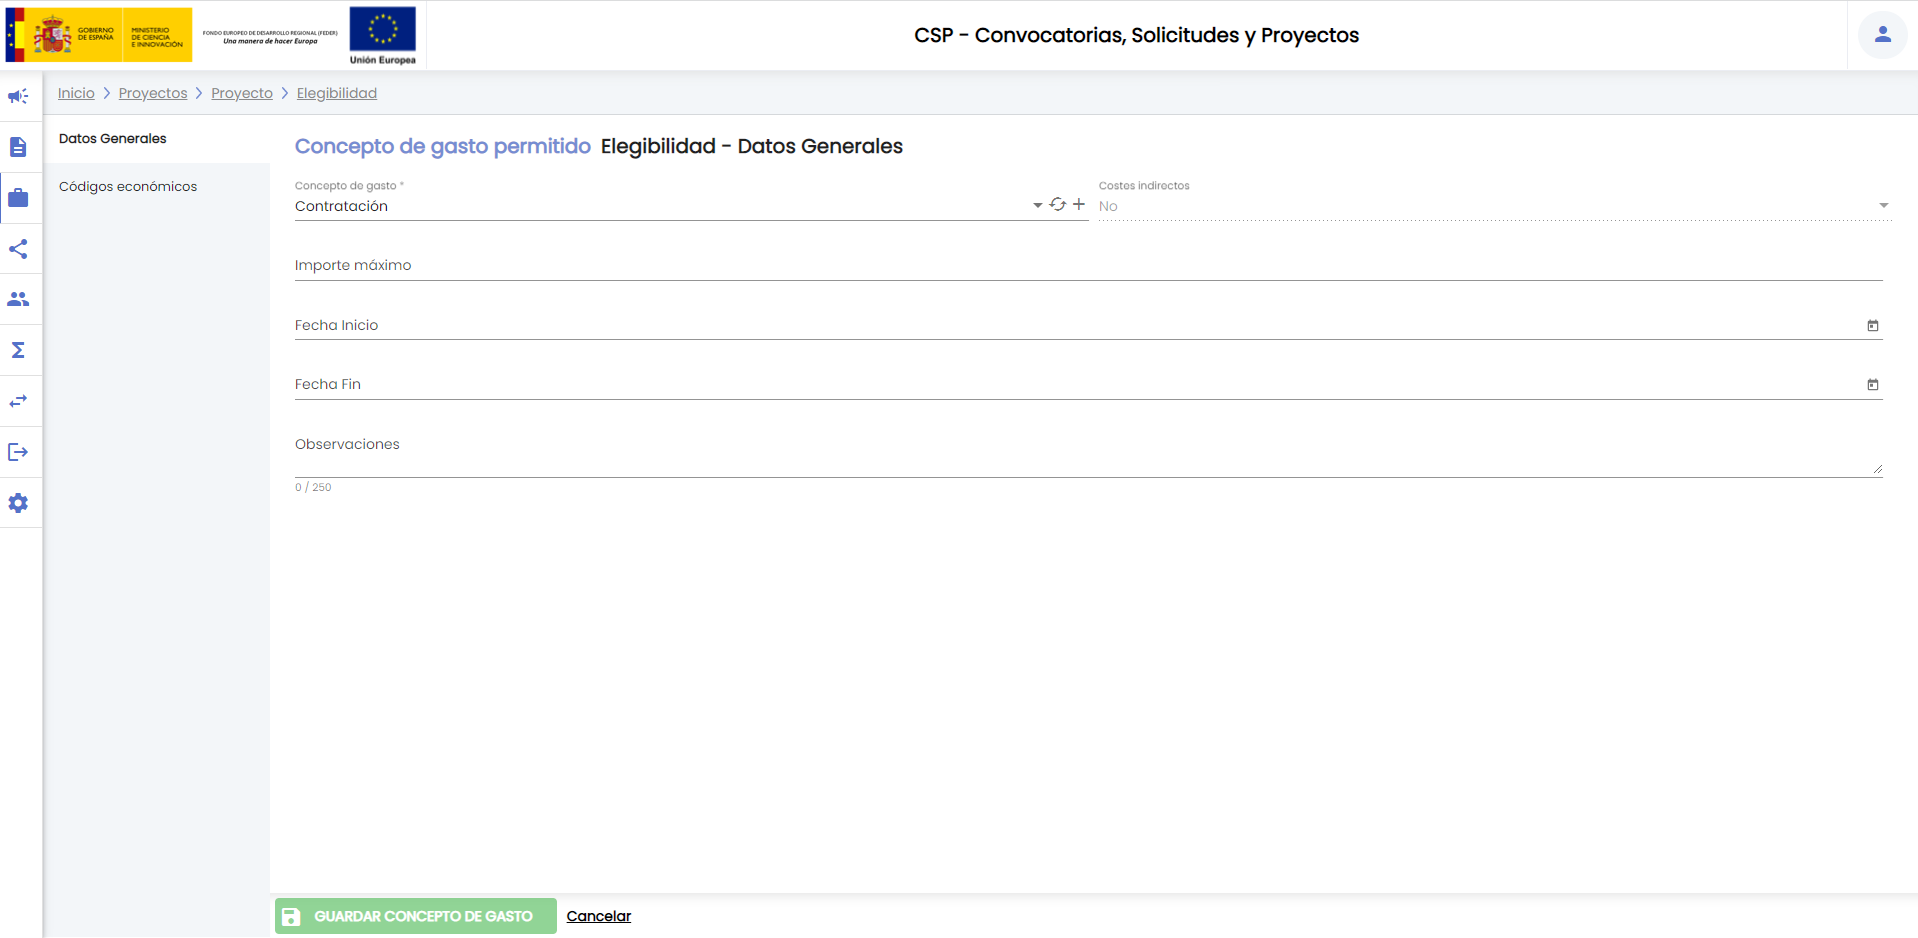 GOBIERNO
DE ESPAÑA
MINISTERIO
DE CIENCIA
E INNOVACIÓN
FONDO EUROPEO DE DESARROLLO REGIONAL (FEDER)
Una manera de hacer Europa
Unión Europea
CSP - Convocatorias, Solicitudes y Proyectos
Inicio > Proyectos > Proyecto > Elegibilidad
Datos Generales
Códigos económicos
Concepto de gasto permitido Elegibilidad - Datos Generales
Concepto de gasto *
Contratación
Costes indirectos
No
Importe máximo
Fecha Inicio
Fecha Fin
Observaciones
0 / 250
GUARDAR CONCEPTO DE GASTO
Cancelar